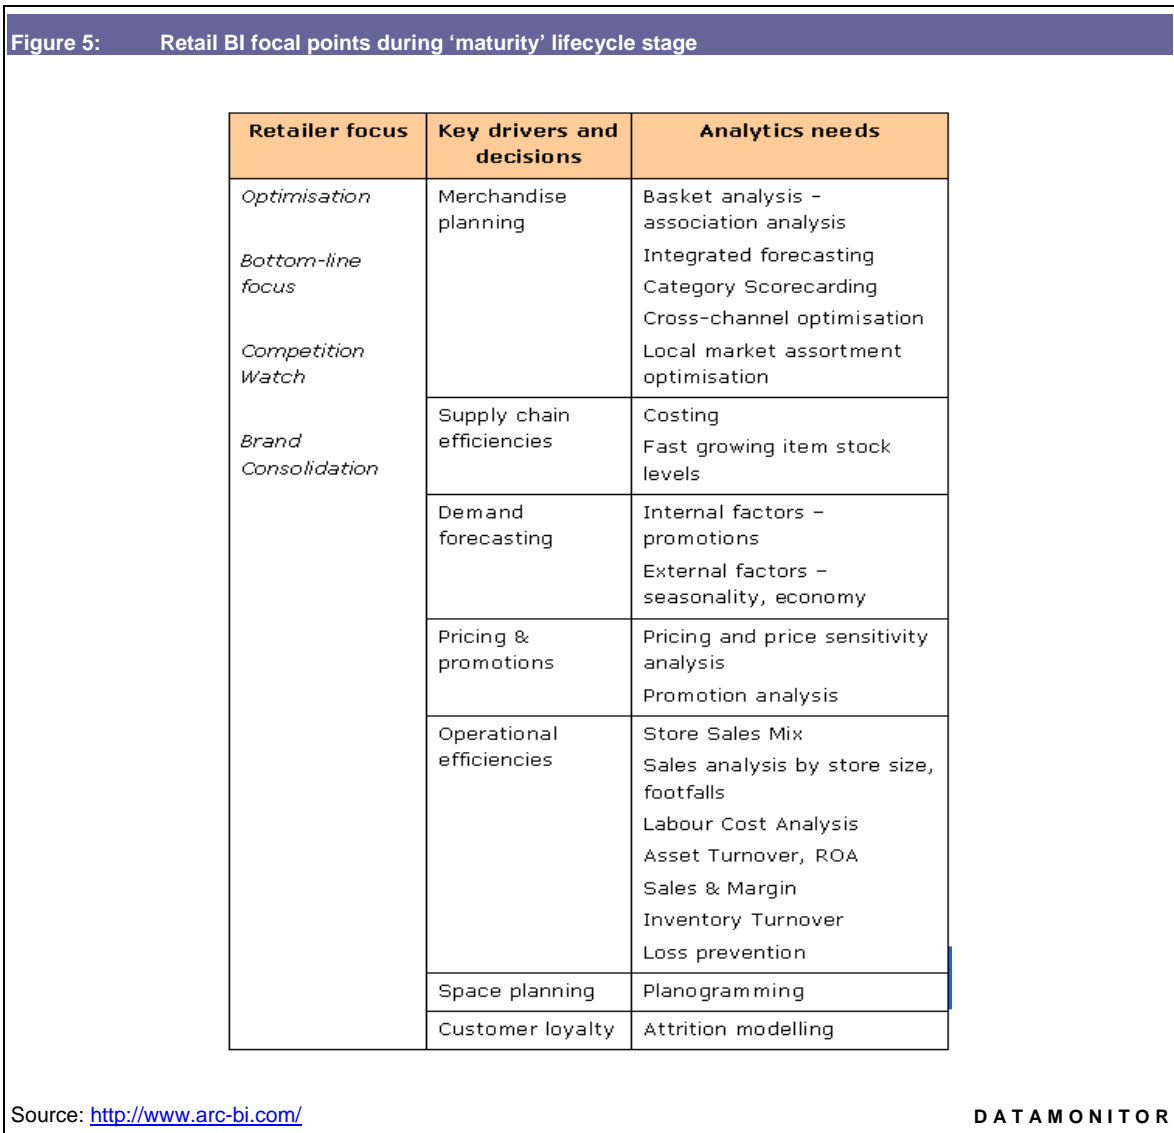 Figure 5: Retail BI focal points during ‘maturity’ lifecycle stage
Retailer focus
Key drivers and
decisions
Analytics needs
Optimisation
Bottom-line
focus
Competition
Watch
Brand
Consolidation
Merchandise
planning
Basket analysis –
association analysis
Integrated forecasting
Category Scorecarding
Cross-channel optimisation
Local market assortment
optimisation
Supply chain
efficiencies
Costing
Fast growing item stock
levels
Demand
forecasting
Internal factors –
promotions
External factors –
seasonality, economy
Pricing &
promotions
Pricing and price sensitivity
analysis
Promotion analysis
Operational
efficiencies
Store Sales Mix
Sales analysis by store size,
footfalls
Labour Cost Analysis
Asset Turnover, ROA
Sales & Margin
Inventory Turnover
Loss prevention
Space planning
Planogramming
Customer loyalty
Attrition modelling
Source: http://www.arc-bi.com/
DATAMONITOR